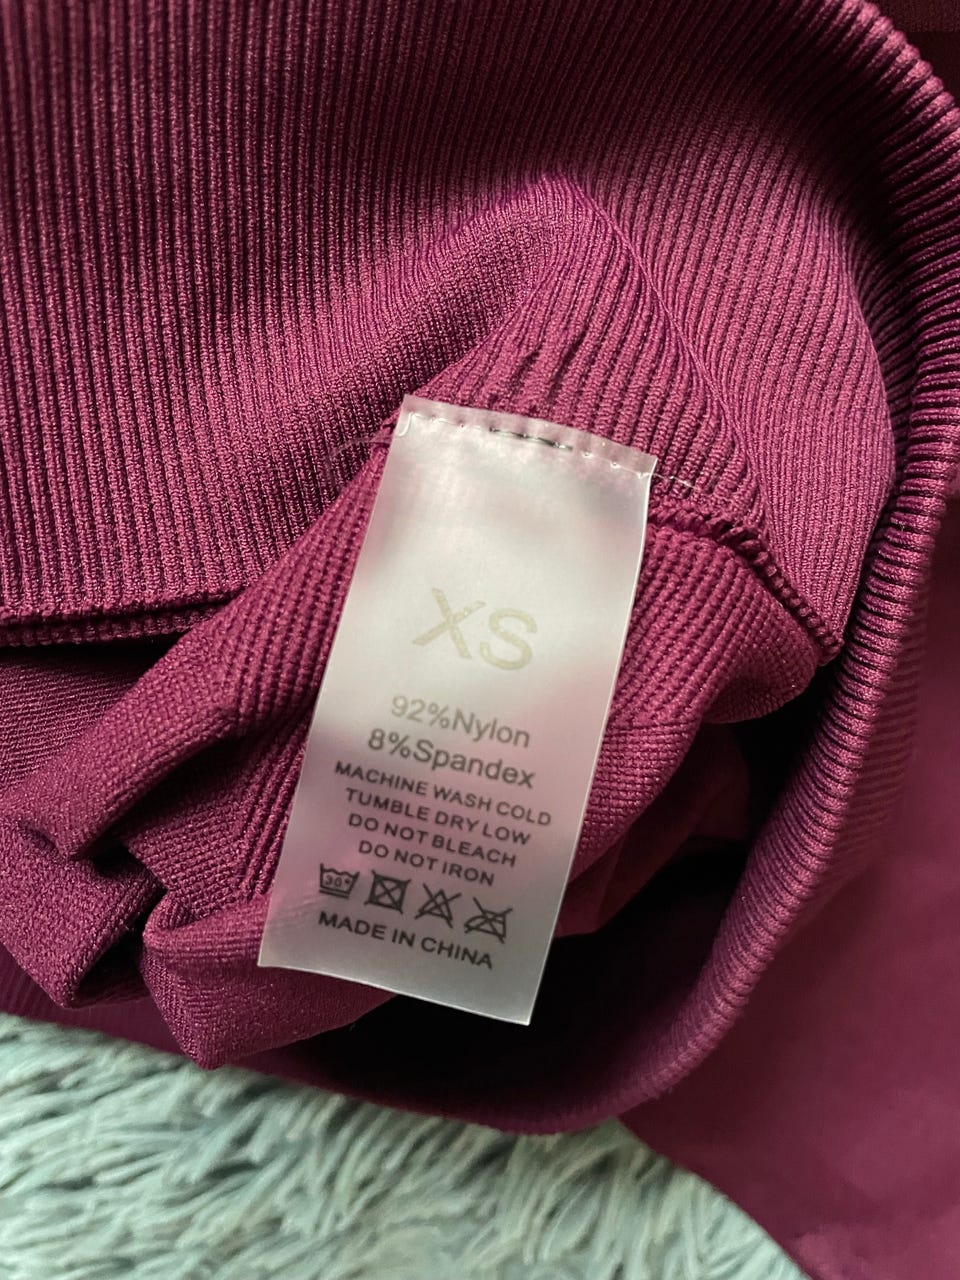 XS
92%Nylon
8%Spandex
MACHINE WASH COLD
TUMBLE DRY LOW
DO NOT BLEACH
DO NOT IRON
30°
MADE IN CHINA